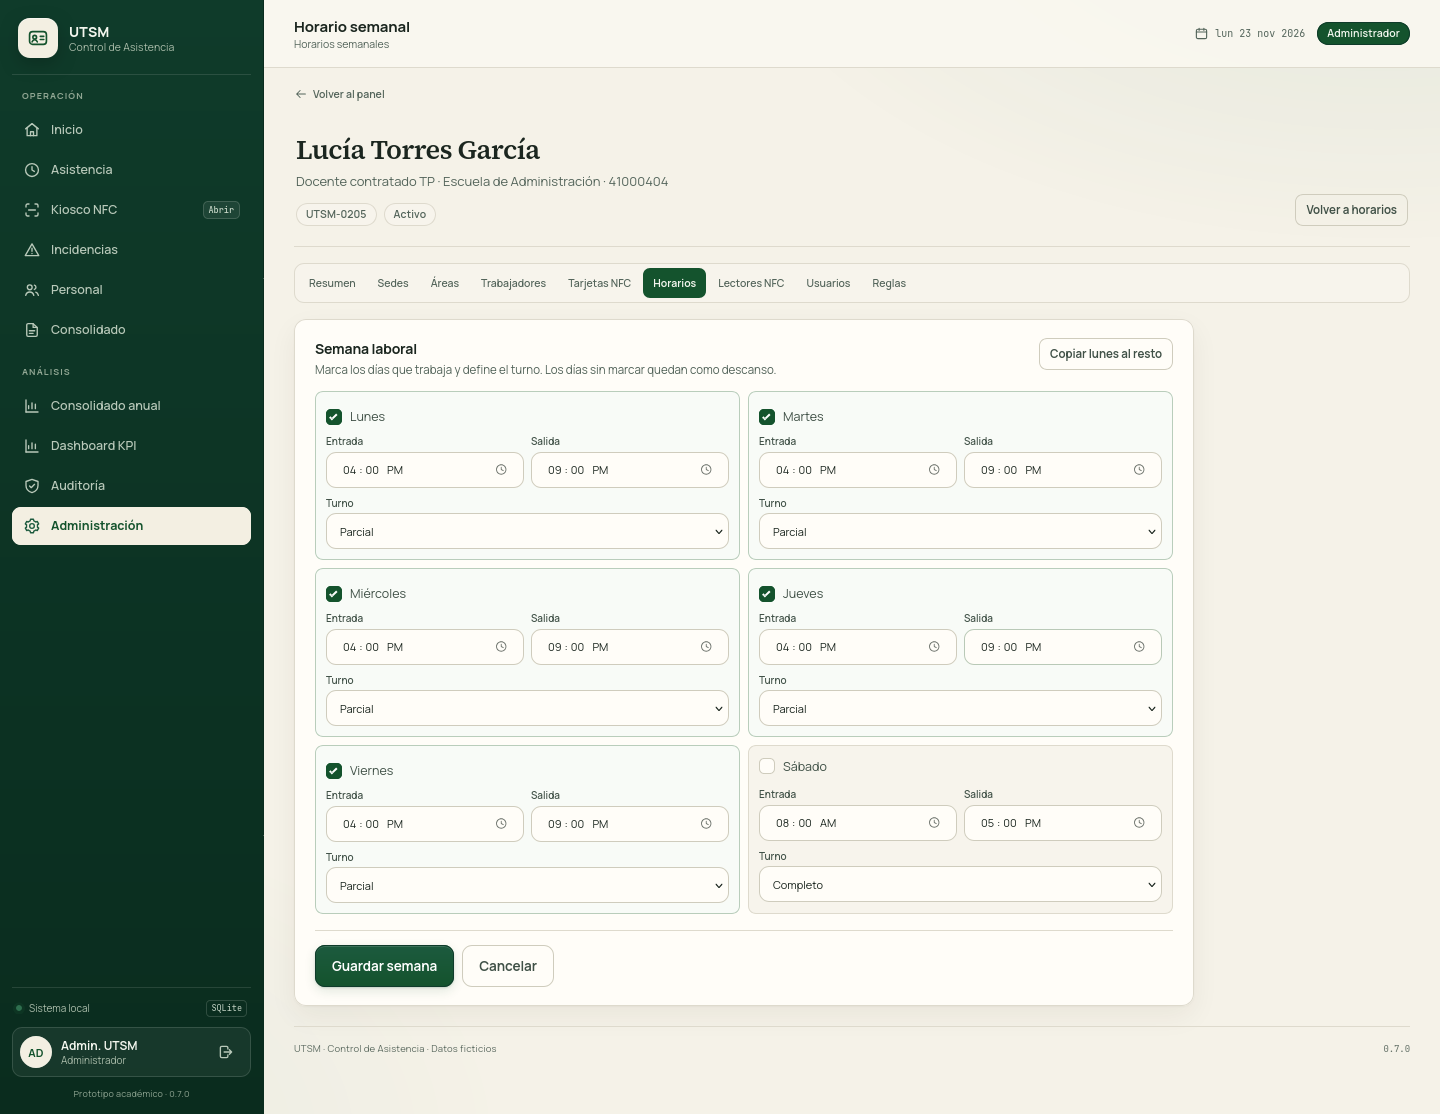 UTSM
Control de Asistencia
OPERACIÓN
Inicio
Asistencia
Kiosco NFC Abrir
Incidencias
Personal
Consolidado
ANÁLISIS
Consolidado anual
Dashboard KPI
Auditoría
Administración
Sistema local SQLite
AD
Admin. UTSM
Administrador
Prototipo académico · 0.7.0
Horario semanal
Horarios semanales
lun 23 nov 2026 Administrador
Volver al panel
Lucía Torres García
Docente contratado TP · Escuela de Administración · 41000404
UTSM-0205 Activo
Volver a horarios
Resumen Sedes Áreas Trabajadores Tarjetas NFC Horarios Lectores NFC Usuarios Reglas
Semana laboral
Marca los días que trabaja y define el turno. Los días sin marcar quedan como descanso.
Copiar lunes al resto
Lunes
Entrada Salida
04 : 00 PM 09 : 00 PM
Turno
Parcial
Martes
Entrada Salida
04 : 00 PM 09 : 00 PM
Turno
Parcial
Miércoles
Entrada Salida
04 : 00 PM 09 : 00 PM
Turno
Parcial
Jueves
Entrada Salida
04 : 00 PM 09 : 00 PM
Turno
Parcial
Viernes
Entrada Salida
04 : 00 PM 09 : 00 PM
Turno
Parcial
Sábado
Entrada Salida
08 : 00 AM 05 : 00 PM
Turno
Completo
Guardar semana Cancelar
UTSM · Control de Asistencia · Datos ficticios 0.7.0